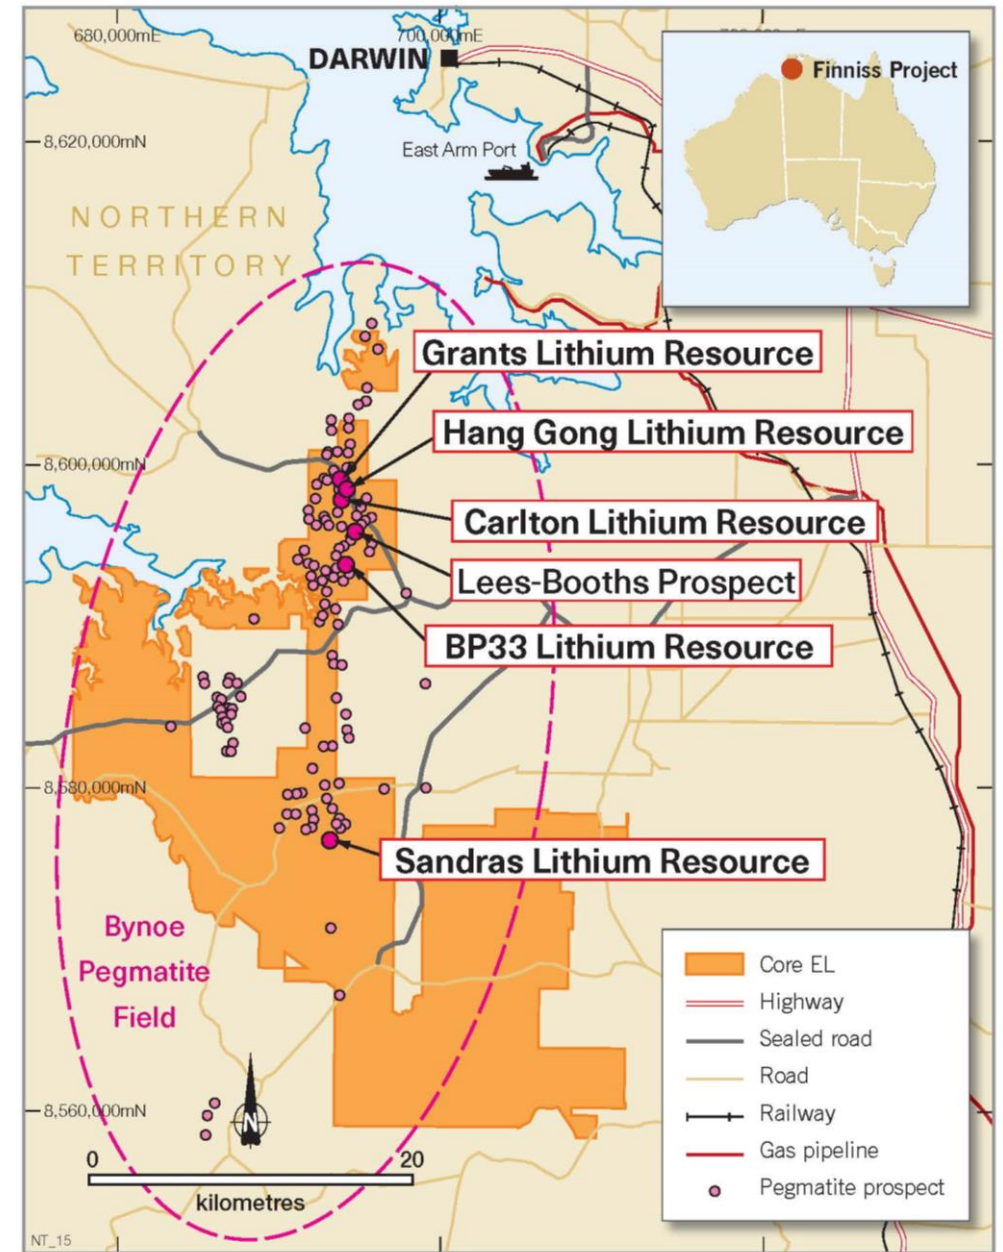 680,000mE
700,000mE
DARWIN
Finniss Project
8,620,000mN
East Arm Port
NORTHERN
TERRITORY
Grants Lithium Resource
Hang Gong Lithium Resource
8,600,000mN
Carlton Lithium Resource
Lees-Booths Prospect
BP33 Lithium Resource
8,580,000mN
Sandras Lithium Resource
Bynoe
Pegmatite
Field
Core EL
Highway
Sealed road
Road
Railway
Gas pipeline
Pegmatite prospect
8,560,000mN
N
0 20
kilometres
NT_15